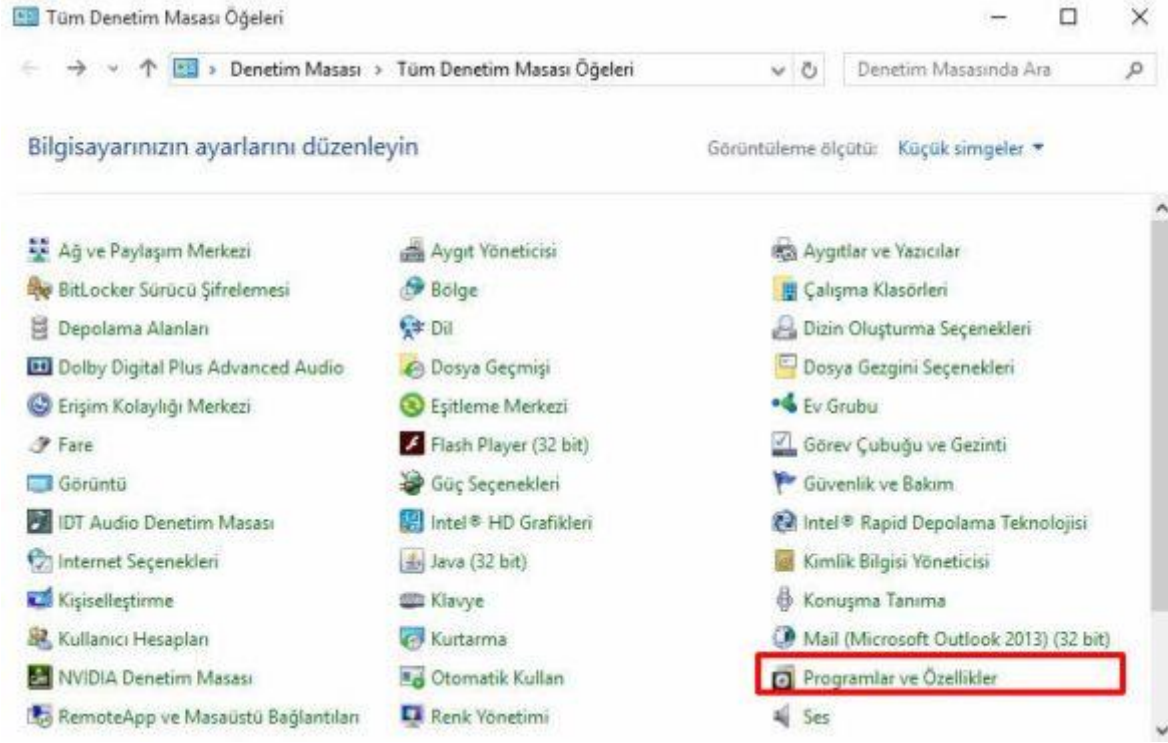 Tüm Denetim Masası Öğeleri
Denetim Masası > Tüm Denetim Masası Öğeleri
Denetim Masasında Ara
Bilgisayarınızın ayarlarını düzenleyin
Görüntüleme ölçütü: Küçük simgeler
Ağ ve Paylaşım Merkezi
Aygıt Yöneticisi
Aygıtlar ve Yazıcılar
BitLocker Sürücü Şifrelemesi
Bölge
Çalışma Klasörleri
Depolama Alanları
Dil
Dizin Oluşturma Seçenekleri
Dolby Digital Plus Advanced Audio
Dosya Geçmişi
Dosya Gezgini Seçenekleri
Erişim Kolaylığı Merkezi
Eşitleme Merkezi
Ev Grubu
Fare
Flash Player (32 bit)
Görev Çubuğu ve Gezinti
Görüntü
Güç Seçenekleri
Güvenlik ve Bakım
IDT Audio Denetim Masası
Intel® HD Grafikleri
Intel® Rapid Depolama Teknolojisi
Internet Seçenekleri
Java (32 bit)
Kimlik Bilgisi Yöneticisi
Kişiselleştirme
Klavye
Konuşma Tanıma
Kullanıcı Hesapları
Kurtarma
Mail (Microsoft Outlook 2013) (32 bit)
NVIDIA Denetim Masası
Otomatik Kullan
Programlar ve Özellikler
RemoteApp ve Masaüstü Bağlantıları
Renk Yönetimi
Ses